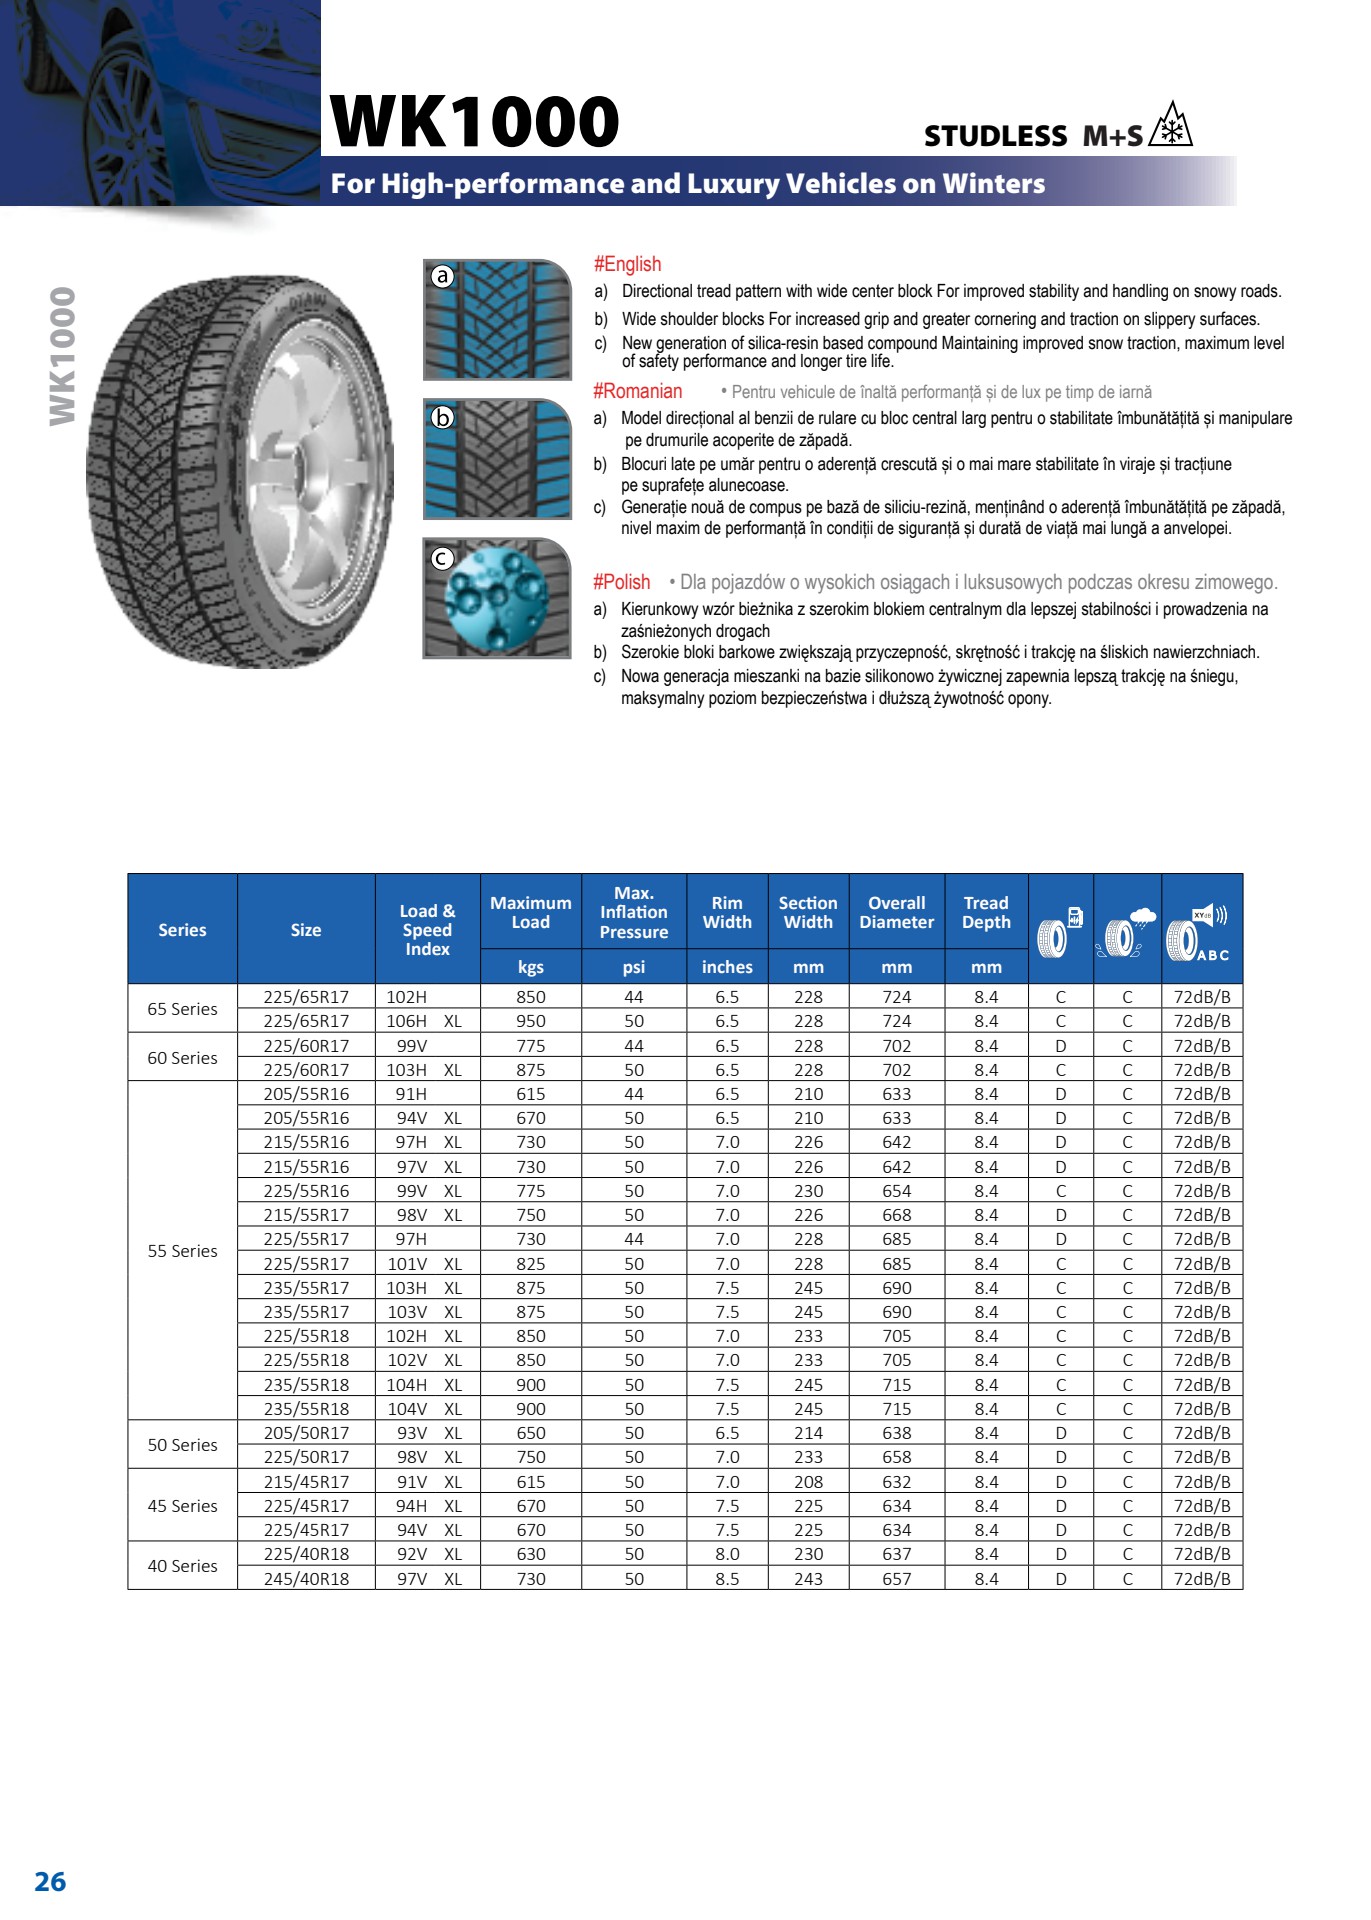 WK1000
STUDLESS M+S
For High-performance and Luxury Vehicles on Winters
WK1000
a
b
c
#English
a) Directional tread pattern with wide center block For improved stability and handling on snowy roads.
b) Wide shoulder blocks For increased grip and greater cornering and traction on slippery surfaces.
c) New generation of silica-resin based compound Maintaining improved snow traction, maximum level
of safety performance and longer tire life.
#Romanian • Pentru vehicule de înaltă performanță și de lux pe timp de iarnă
a) Model direcțional al benzii de rulare cu bloc central larg pentru o stabilitate îmbunătățită și manipulare
pe drumurile acoperite de zăpadă.
b) Blocuri late pe umăr pentru o aderență crescută și o mai mare stabilitate în viraje și tracțiune
pe suprafețe alunecoase.
c) Generație nouă de compus pe bază de siliciu-rezină, menținând o aderență îmbunătățită pe zăpadă,
nivel maxim de performanță în condiții de siguranță și durată de viață mai lungă a anvelopei.
#Polish • Dla pojazdów o wysokich osiągach i luksusowych podczas okresu zimowego.
a) Kierunkowy wzór bieżnika z szerokim blokiem centralnym dla lepszej stabilności i prowadzenia na
zaśnieżonych drogach
b) Szerokie bloki barkowe zwiększają przyczepność, skrętność i trakcję na śliskich nawierzchniach.
c) Nowa generacja mieszanki na bazie silikonowo żywicznej zapewnia lepszą trakcję na śniegu,
maksymalny poziom bezpieczeństwa i dłuższą żywotność opony.
Series Size Load & Speed Index Maximum Load Max. Inflation Pressure Rim Width Section Width Overall Diameter Tread Depth XYdB ABC
kgs psi inches mm mm mm
65 Series 225/65R17 102H 850 44 6.5 228 724 8.4 C C 72dB/B
225/65R17 106H XL 950 50 6.5 228 724 8.4 C C 72dB/B
60 Series 225/60R17 99V 775 44 6.5 228 702 8.4 D C 72dB/B
225/60R17 103H XL 875 50 6.5 228 702 8.4 C C 72dB/B
55 Series 205/55R16 91H 615 44 6.5 210 633 8.4 D C 72dB/B
205/55R16 94V XL 670 50 6.5 210 633 8.4 D C 72dB/B
215/55R16 97H XL 730 50 7.0 226 642 8.4 D C 72dB/B
215/55R16 97V XL 730 50 7.0 226 642 8.4 D C 72dB/B
225/55R16 99V XL 775 50 7.0 230 654 8.4 C C 72dB/B
215/55R17 98V XL 750 50 7.0 226 668 8.4 D C 72dB/B
225/55R17 97H 730 44 7.0 228 685 8.4 D C 72dB/B
225/55R17 101V XL 825 50 7.0 228 685 8.4 C C 72dB/B
235/55R17 103H XL 875 50 7.5 245 690 8.4 C C 72dB/B
235/55R17 103V XL 875 50 7.5 245 690 8.4 C C 72dB/B
225/55R18 102H XL 850 50 7.0 233 705 8.4 C C 72dB/B
225/55R18 102V XL 850 50 7.0 233 705 8.4 C C 72dB/B
235/55R18 104H XL 900 50 7.5 245 715 8.4 C C 72dB/B
235/55R18 104V XL 900 50 7.5 245 715 8.4 C C 72dB/B
50 Series 205/50R17 93V XL 650 50 6.5 214 638 8.4 D C 72dB/B
225/50R17 98V XL 750 50 7.0 233 658 8.4 D C 72dB/B
45 Series 215/45R17 91V XL 615 50 7.0 208 632 8.4 D C 72dB/B
225/45R17 94H XL 670 50 7.5 225 634 8.4 D C 72dB/B
225/45R17 94V XL 670 50 7.5 225 634 8.4 D C 72dB/B
40 Series 225/40R18 92V XL 630 50 8.0 230 637 8.4 D C 72dB/B
245/40R18 97V XL 730 50 8.5 243 657 8.4 D C 72dB/B
26